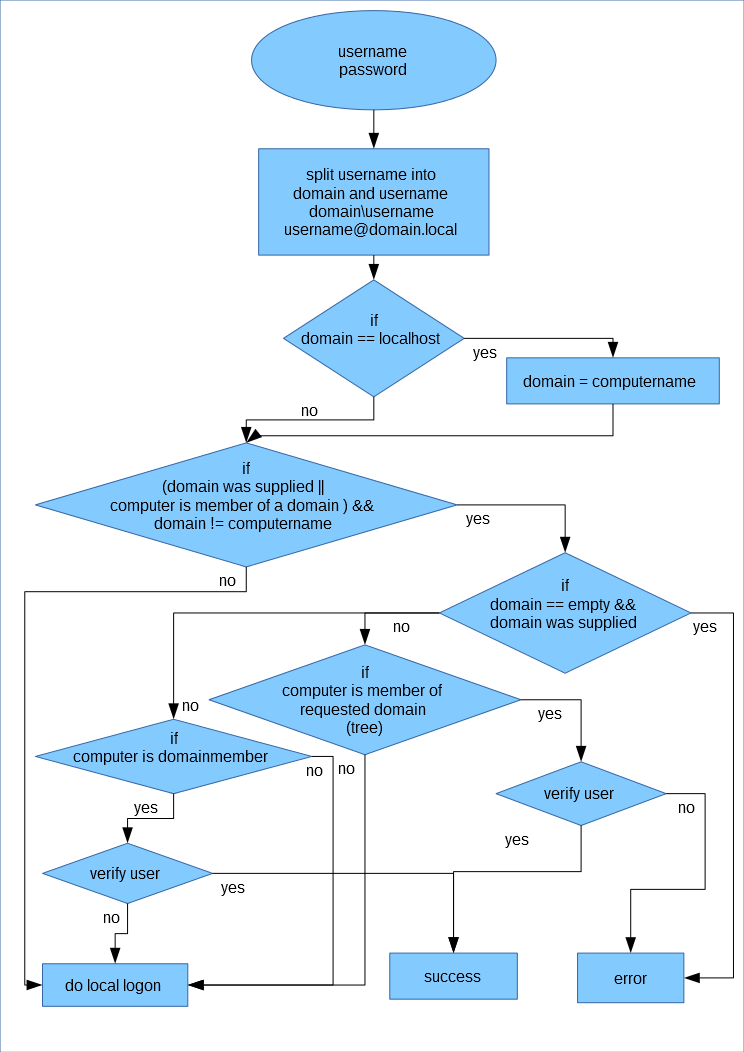 username
password
split username into
domain and username
domain\username
username@domain.local
if
domain == localhost
yes
domain = computername
no
if
(domain was supplied ||
computer is member of a domain ) &&
domain != computername
yes
no
if
domain == empty &&
domain was supplied
no
yes
if
computer is member of
requested domain
(tree)
no
yes
if
computer is domainmember
no
no
yes
verify user
no
yes
verify user
yes
no
do local logon
success
error